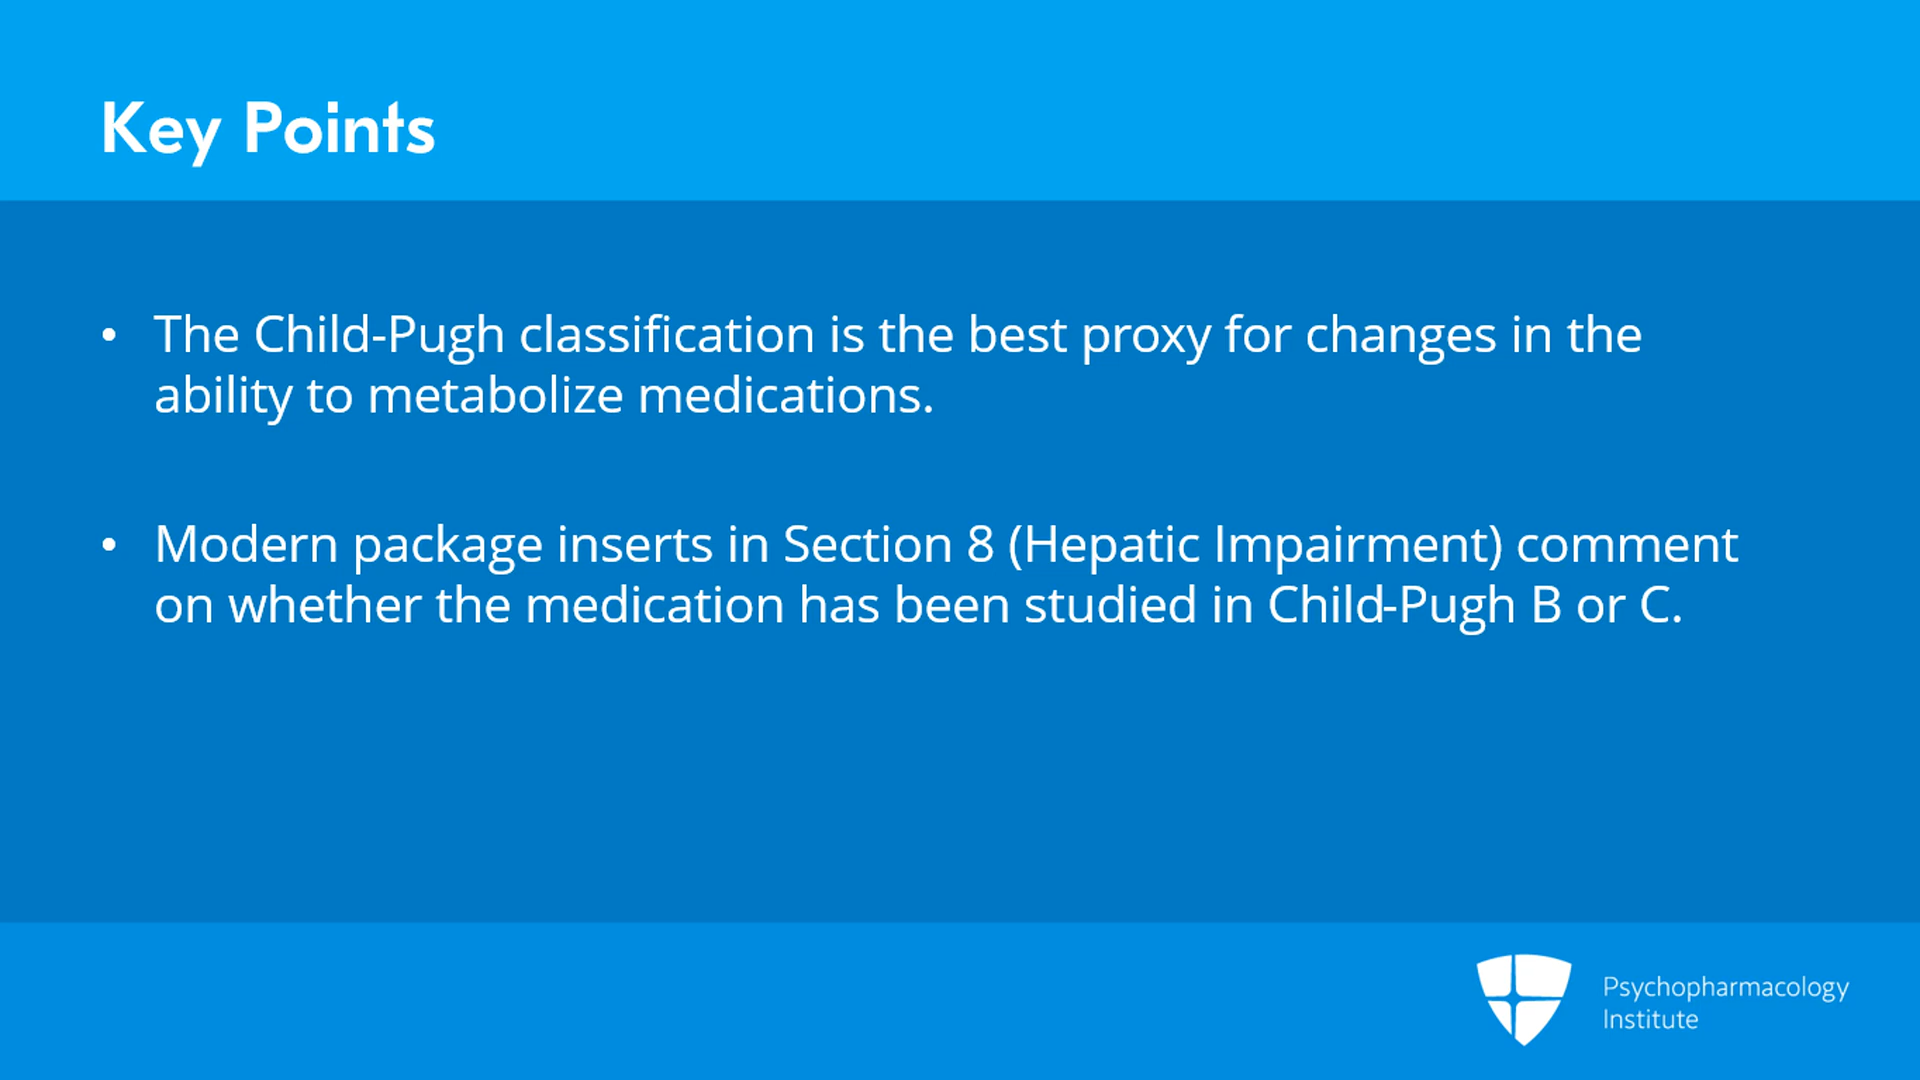 Key Points
• The Child-Pugh classification is the best proxy for changes in the
ability to metabolize medications.
• Modern package inserts in Section 8 (Hepatic Impairment) comment
on whether the medication has been studied in Child-Pugh B or C.
Psychopharmacology
Institute